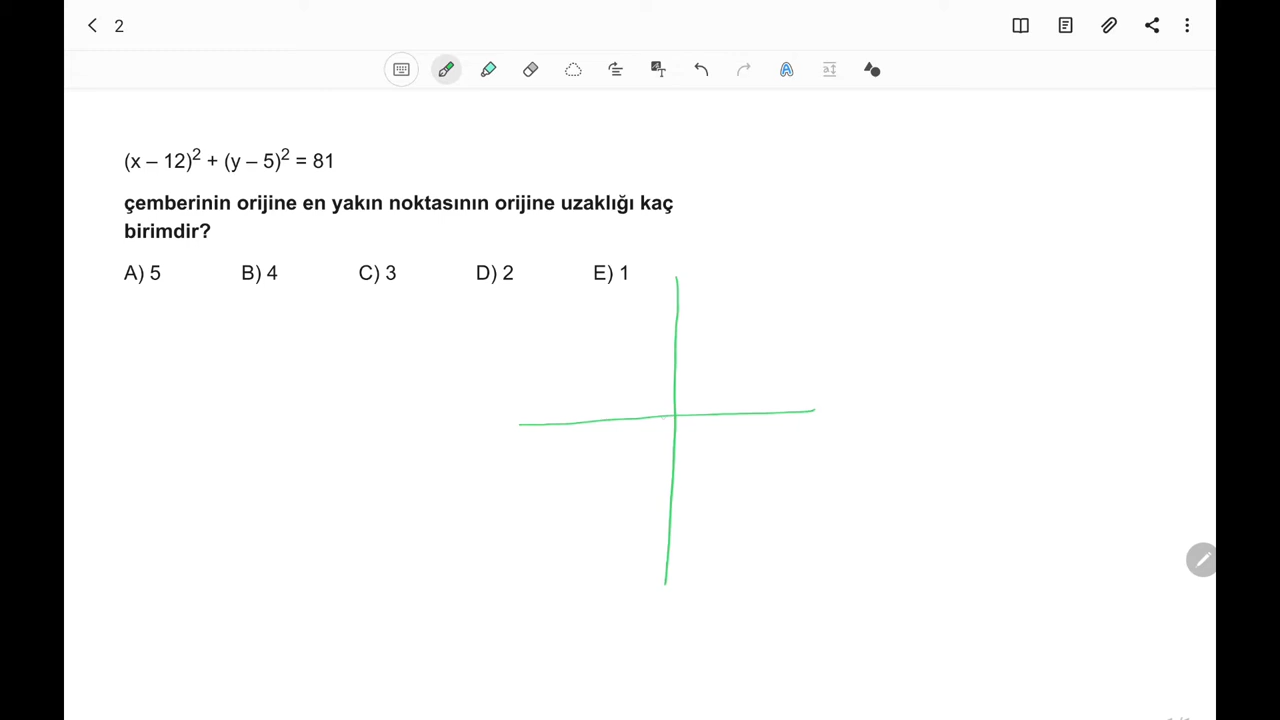 2
(x – 12)² + (y – 5)² = 81
çemberinin orijine en yakın noktasının orijine uzaklığı kaç
birimdir?
A) 5 B) 4 C) 3 D) 2 E) 1